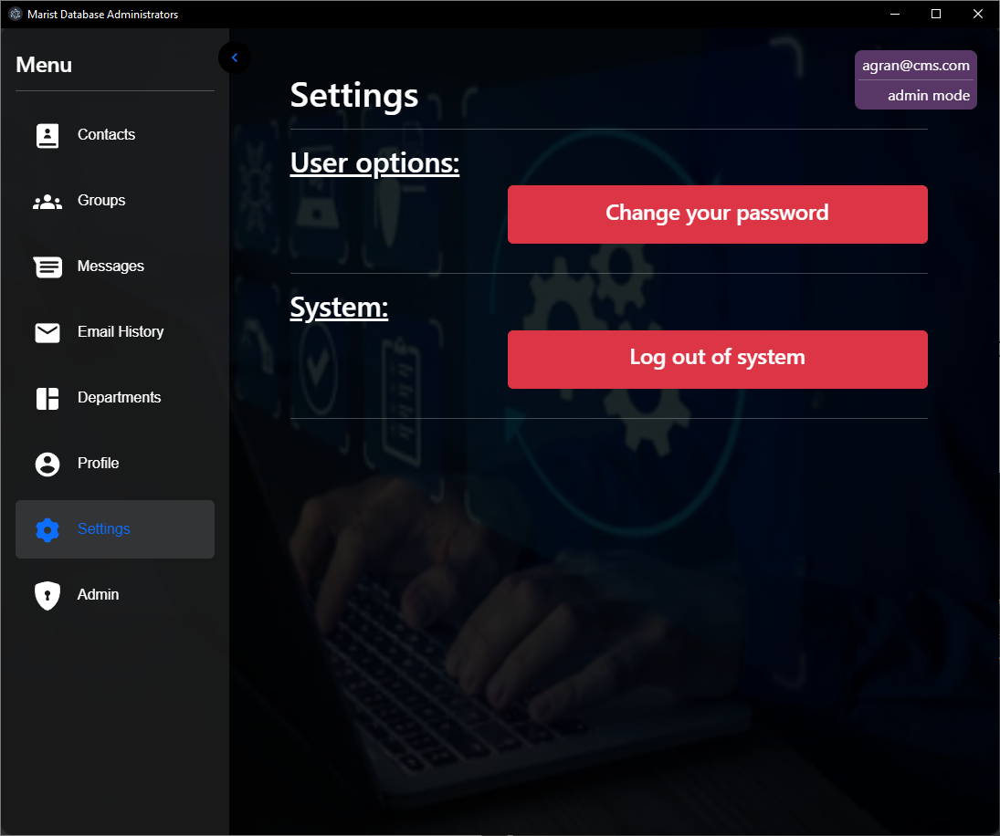 Marist Database Administrators
Menu
Contacts
Groups
Messages
Email History
Departments
Profile
Settings
Admin
agran@cms.com
admin mode
Settings
User options:
Change your password
System:
Log out of system